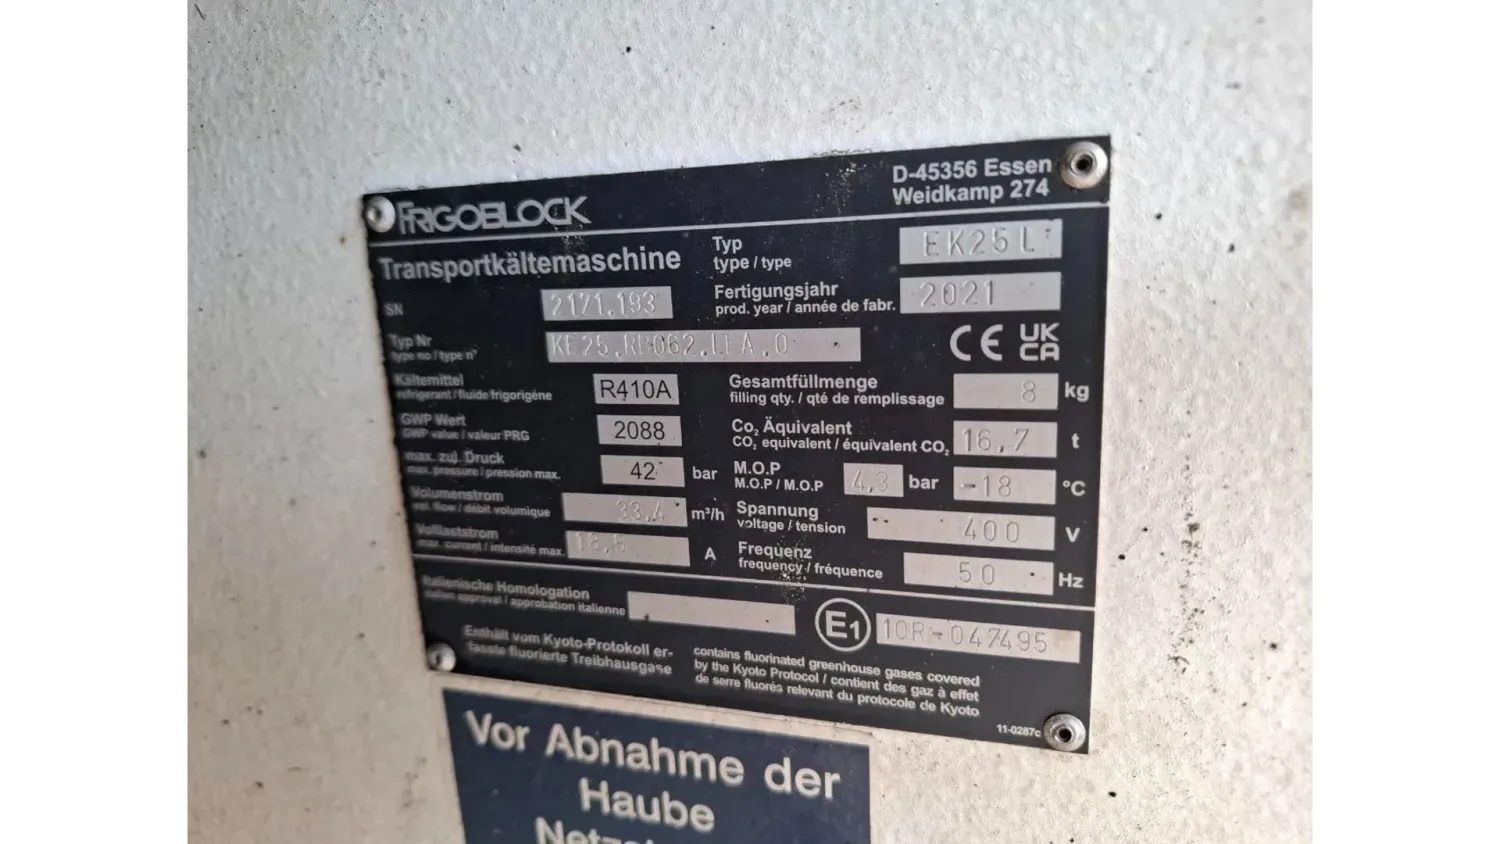 FRIGOBLOCK
D-45356 Essen
Weidkamp 274
Transportkältemaschine
Typ
type / type
EK25L
SN
2171.193
Fertigungsjahr
prod. year / année de fabr.
2021
Typ Nr
type no / type n°
CE UKCA
Kältemittel
refrigerant / fluide frigorigène
R410A
Gesamtfüllmenge
filling qty. / qté de remplissage
8 kg
GWP Wert
GWP value / valeur PRG
2088
Co₂ Äquivalent
CO₂ equivalent / équivalent CO₂
16,7 t
max. zul. Druck
max. pressure / pression max.
42 bar
M.O.P
M.O.P / M.O.P
4,3 bar -18 °C
Volumenstrom
vol. flow / débit volumique
33,4 m³/h
Spannung
voltage / tension
400 V
Volllaststrom
max. current / intensité max.
A
Frequenz
frequency / fréquence
50 Hz
Italienische Homologation
italien approval / approbation italienne
E1 10R-047495
Enthält vom Kyoto-Protokoll er-
fasste fluorierte Treibhausgase
contains fluorinated greenhouse gases covered
by the Kyoto Protocol / contient des gaz à effet
de serre fluorés relevant du protocole de Kyoto
11-0287c
Vor Abnahme der
Haube